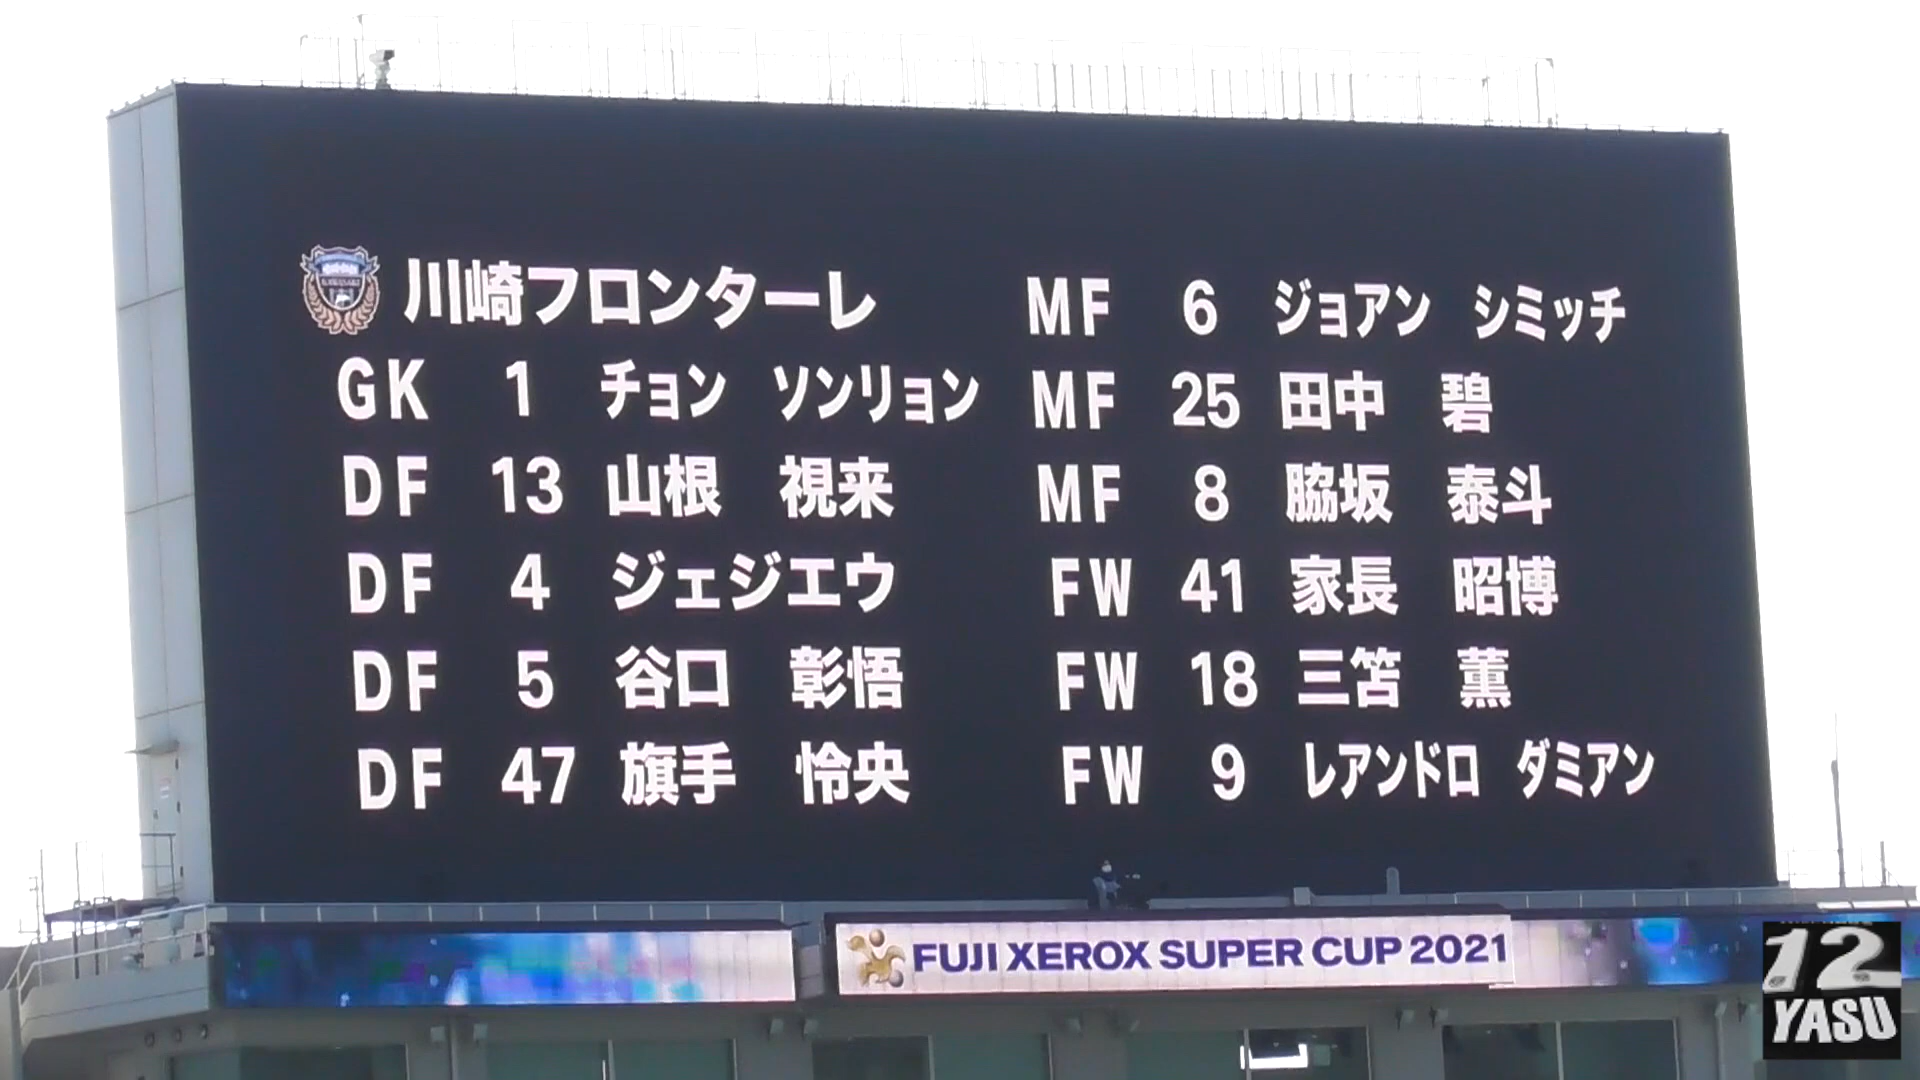 川崎フロンターレ
GK 1 チョン ソンリョン
DF 13 山根 視来
DF 4 ジェジエウ
DF 5 谷口 彰悟
DF 47 旗手 怜央
MF 6 ジョアン シミッチ
MF 25 田中 碧
MF 8 脇坂 泰斗
FW 41 家長 昭博
FW 18 三笘 薫
FW 9 レアンドロ ダミアン
FUJI XEROX SUPER CUP 2021
12
YASU